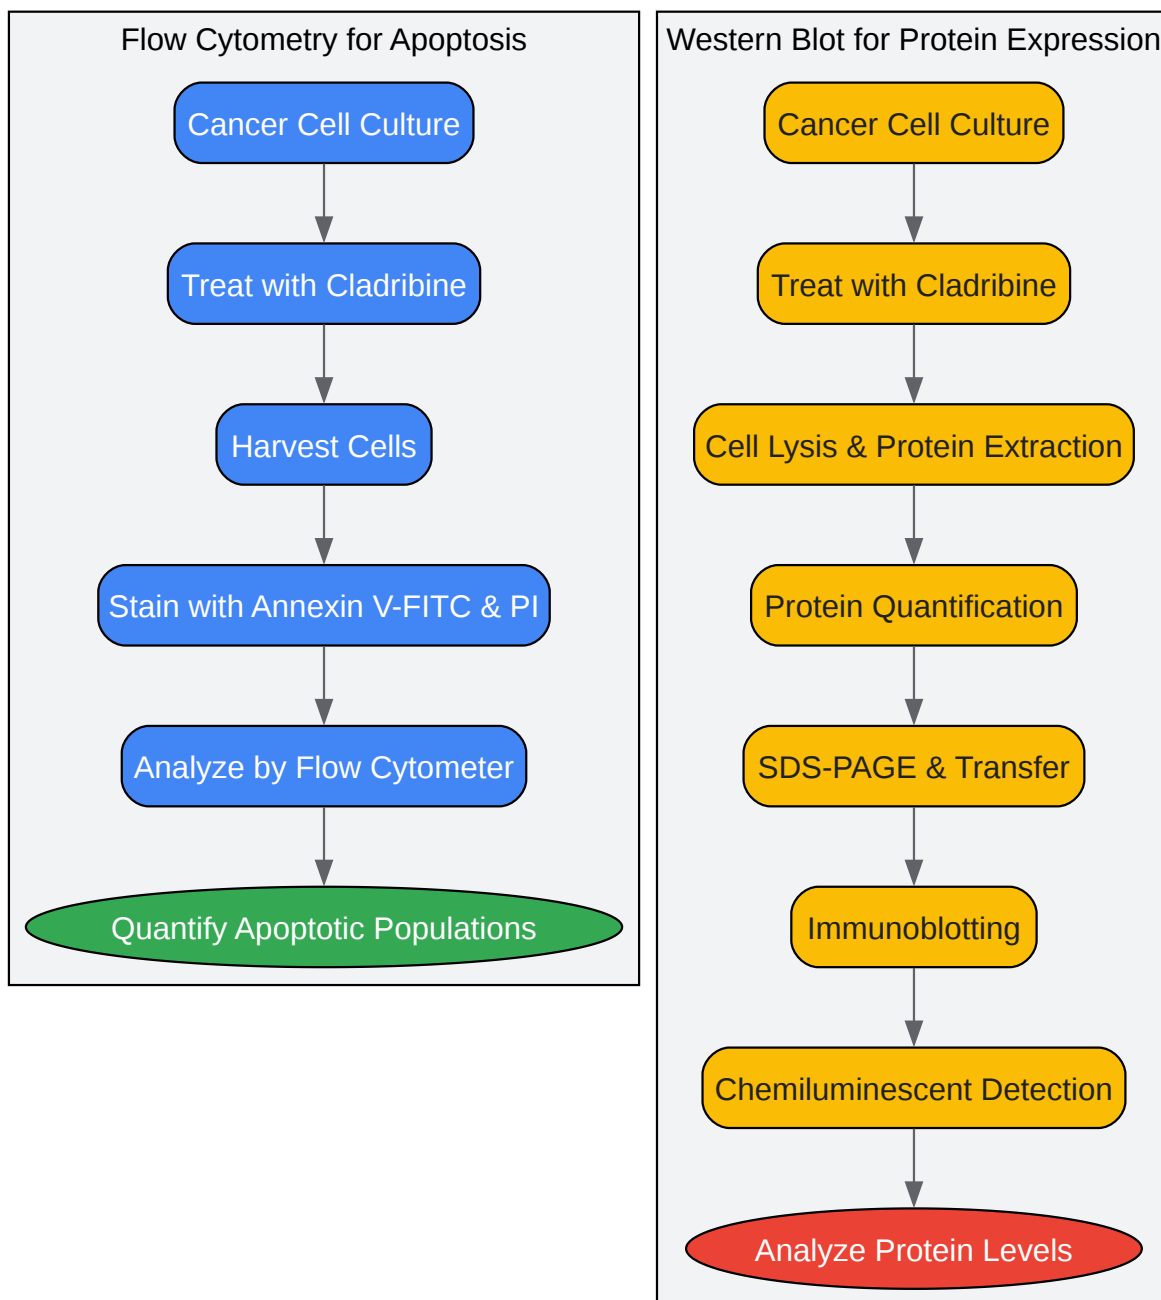 Flow Cytometry for Apoptosis
Cancer Cell Culture
Treat with Cladribine
Harvest Cells
Stain with Annexin V-FITC & PI
Analyze by Flow Cytometer
Quantify Apoptotic Populations
Western Blot for Protein Expression
Cancer Cell Culture
Treat with Cladribine
Cell Lysis & Protein Extraction
Protein Quantification
SDS-PAGE & Transfer
Immunoblotting
Chemiluminescent Detection
Analyze Protein Levels